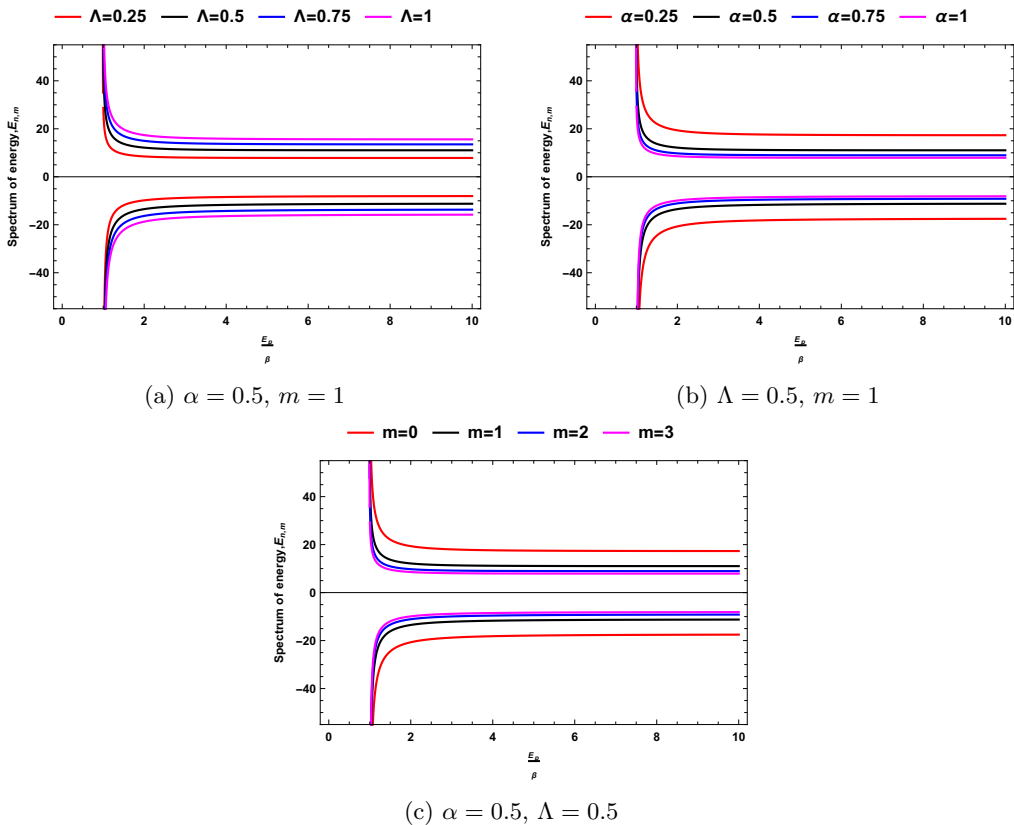 Λ=0.25 Λ=0.5 Λ=0.75 Λ=1
Spectrum of energy,E_{n,m}
40
20
0
−20
−40
0 2 4 6 8 10
E_p
β
(a) α = 0.5, m = 1
α=0.25 α=0.5 α=0.75 α=1
Spectrum of energy,E_{n,m}
40
20
0
−20
−40
0 2 4 6 8 10
E_p
β
(b) Λ = 0.5, m = 1
m=0 m=1 m=2 m=3
Spectrum of energy,E_{n,m}
40
20
0
−20
−40
0 2 4 6 8 10
E_p
β
(c) α = 0.5, Λ = 0.5